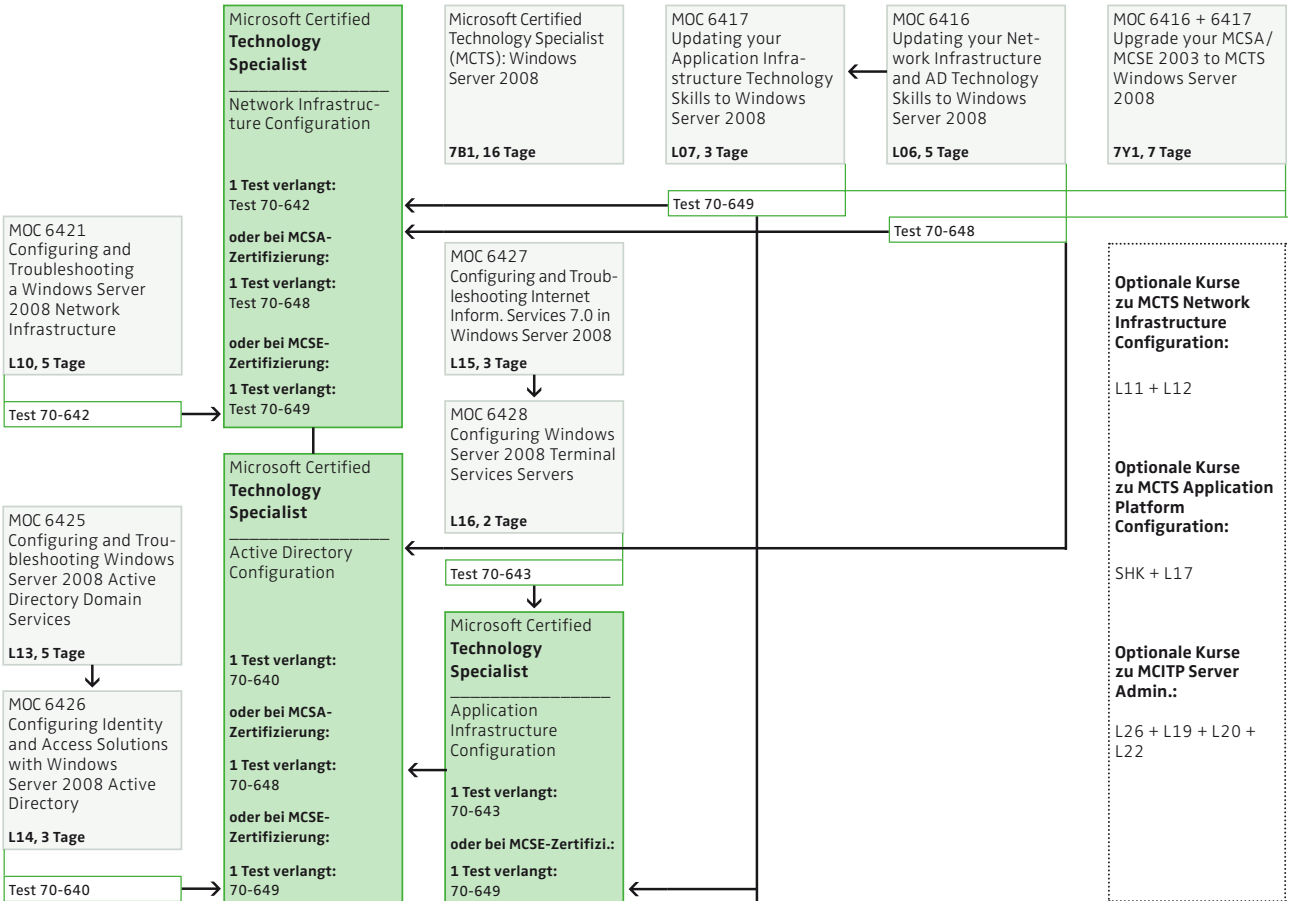 Microsoft Certified
Technology
Specialist
Network Infrastruc-
ture Configuration
1 Test verlangt:
Test 70-642
oder bei MCSA-
Zertifizierung:
1 Test verlangt:
Test 70-648
oder bei MCSE-
Zertifizierung:
1 Test verlangt:
Test 70-649
Microsoft Certified
Technology Specialist
(MCTS): Windows
Server 2008
7B1, 16 Tage
MOC 6417
Updating your
Application Infra-
structure Technology
Skills to Windows
Server 2008
L07, 3 Tage
MOC 6416
Updating your Net-
work Infrastructure
and AD Technology
Skills to Windows
Server 2008
L06, 5 Tage
MOC 6416 + 6417
Upgrade your MCSA/
MCSE 2003 to MCTS
Windows Server
2008
7Y1, 7 Tage
Test 70-649
Test 70-648
MOC 6421
Configuring and
Troubleshooting
a Windows Server
2008 Network
Infrastructure
L10, 5 Tage
Test 70-642
MOC 6427
Configuring and Troub-
leshooting Internet
Inform. Services 7.0 in
Windows Server 2008
L15, 3 Tage
MOC 6428
Configuring Windows
Server 2008 Terminal
Services Servers
L16, 2 Tage
Test 70-643
Optionale Kurse
zu MCTS Network
Infrastructure
Configuration:
L11 + L12
Optionale Kurse
zu MCTS Application
Platform
Configuration:
SHK + L17
Optionale Kurse
zu MCITP Server
Admin.:
L26 + L19 + L20 +
L22
MOC 6425
Configuring and Trou-
bleshooting Windows
Server 2008 Active
Directory Domain
Services
L13, 5 Tage
MOC 6426
Configuring Identity
and Access Solutions
with Windows
Server 2008 Active
Directory
L14, 3 Tage
Test 70-640
Microsoft Certified
Technology
Specialist
Active Directory
Configuration
1 Test verlangt:
70-640
oder bei MCSA-
Zertifizierung:
1 Test verlangt:
70-648
oder bei MCSE-
Zertifizierung:
1 Test verlangt:
70-649
Microsoft Certified
Technology
Specialist
Application
Infrastructure
Configuration
1 Test verlangt:
70-643
oder bei MCSE-Zertifizi.:
1 Test verlangt:
70-649